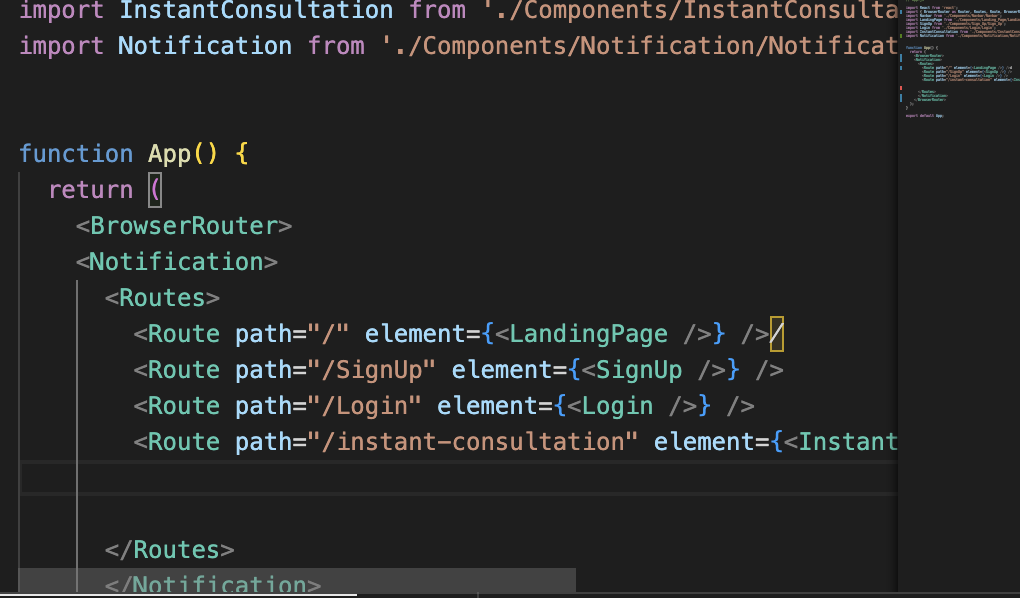 import InstantConsultation from './Components/InstantConsulta
import Notification from './Components/Notification/Notificat
function App() {
return (
<BrowserRouter>
<Notification>
<Routes>
<Route path="/" element={<LandingPage />} />/
<Route path="/SignUp" element={<SignUp />} />
<Route path="/Login" element={<Login />} />
<Route path="/instant-consultation" element={<Instant
</Routes>
</Notification>